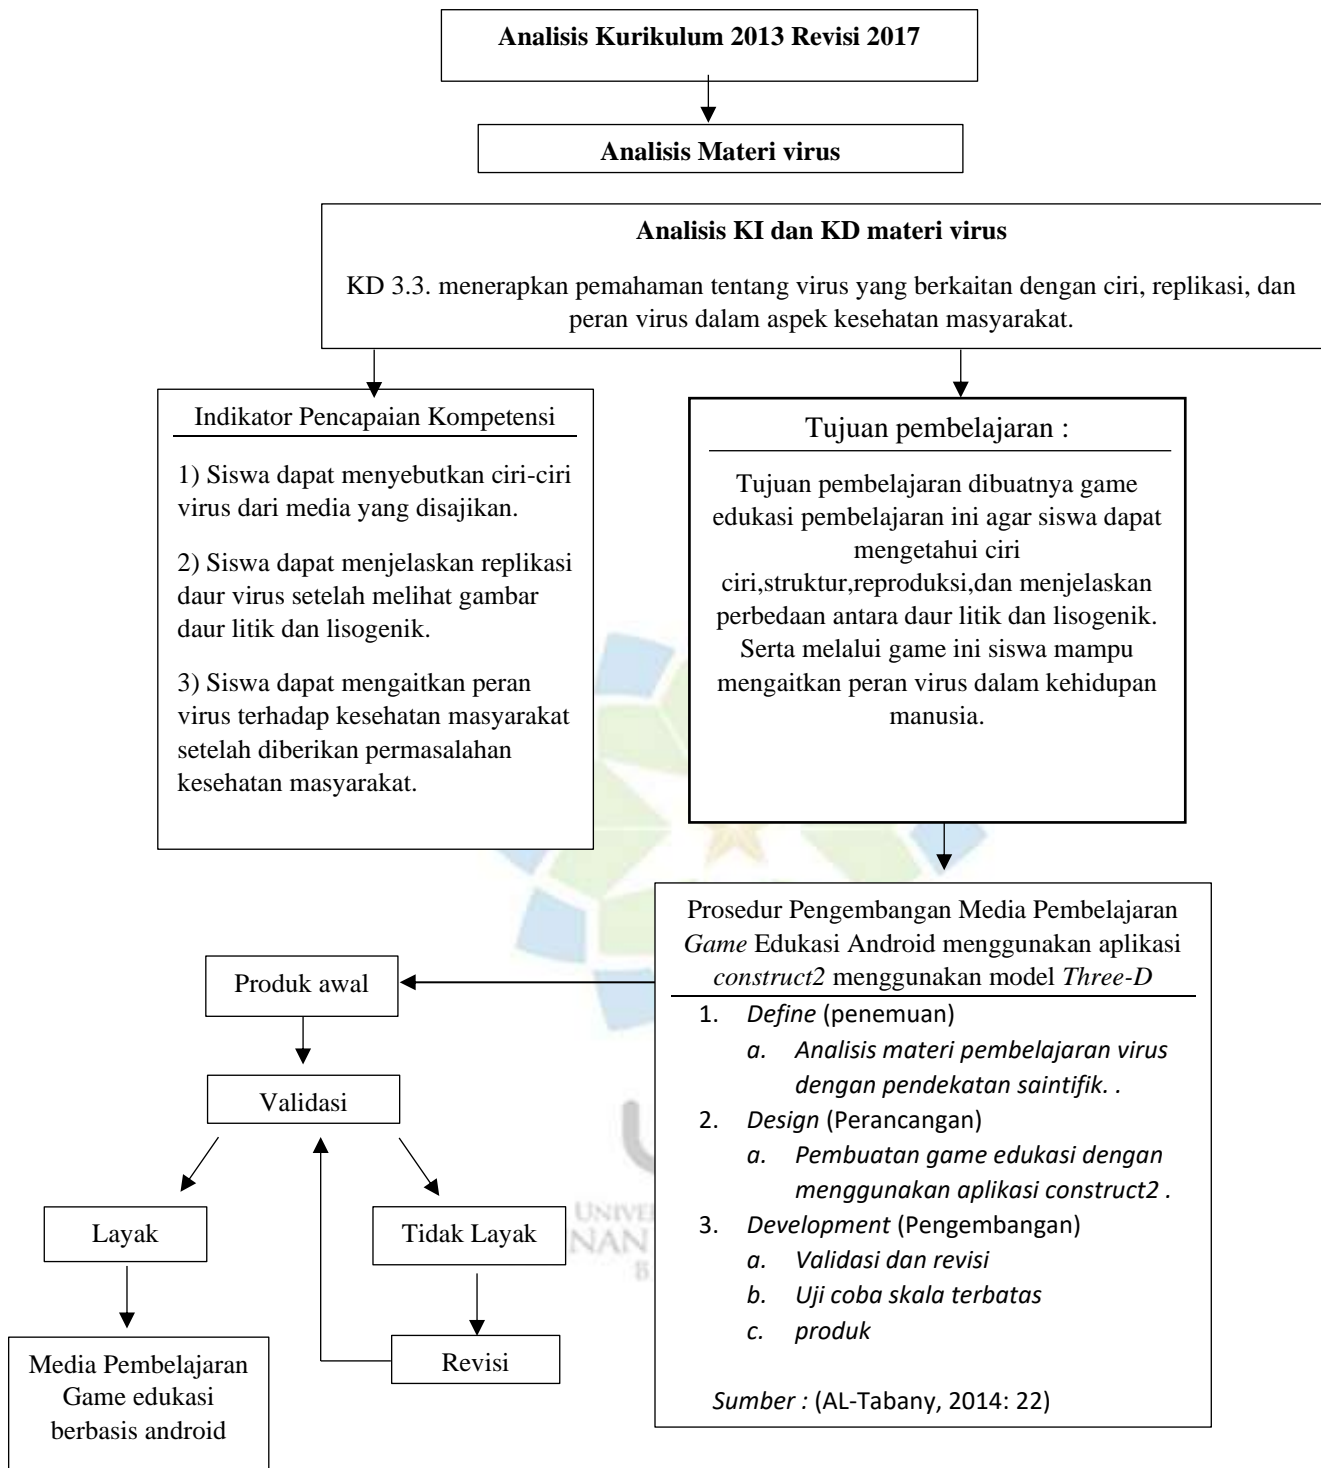 Analisis Kurikulum 2013 Revisi 2017
Analisis Materi virus
Analisis KI dan KD materi virus
KD 3.3. menerapkan pemahaman tentang virus yang berkaitan dengan ciri, replikasi, dan
peran virus dalam aspek kesehatan masyarakat.
Indikator Pencapaian Kompetensi
1) Siswa dapat menyebutkan ciri-ciri
virus dari media yang disajikan.
2) Siswa dapat menjelaskan replikasi
daur virus setelah melihat gambar
daur litik dan lisogenik.
3) Siswa dapat mengaitkan peran
virus terhadap kesehatan masyarakat
setelah diberikan permasalahan
kesehatan masyarakat.
Tujuan pembelajaran :
Tujuan pembelajaran dibuatnya game
edukasi pembelajaran ini agar siswa dapat
mengetahui ciri
ciri,struktur,reproduksi,dan menjelaskan
perbedaan antara daur litik dan lisogenik.
Serta melalui game ini siswa mampu
mengaitkan peran virus dalam kehidupan
manusia.
Prosedur Pengembangan Media Pembelajaran
Game Edukasi Android menggunakan aplikasi
construct2 menggunakan model Three-D
1. Define (penemuan)
a. Analisis materi pembelajaran virus
dengan pendekatan saintifik. .
2. Design (Perancangan)
a. Pembuatan game edukasi dengan
menggunakan aplikasi construct2 .
3. Development (Pengembangan)
a. Validasi dan revisi
b. Uji coba skala terbatas
c. produk
Sumber : (AL-Tabany, 2014: 22)
Produk awal
Validasi
Layak
Tidak Layak
Revisi
Media Pembelajaran
Game edukasi
berbasis android